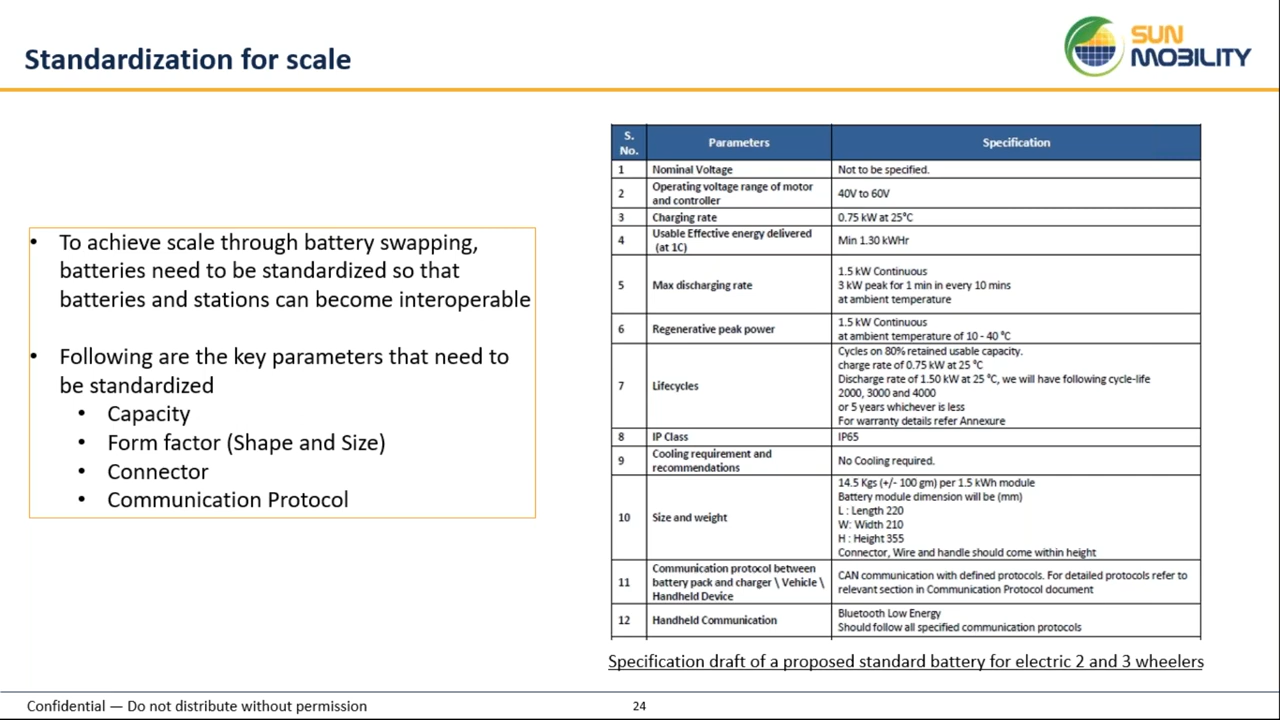 Standardization for scale
SUN
MOBILITY
• To achieve scale through battery swapping,
batteries need to be standardized so that
batteries and stations can become interoperable
• Following are the key parameters that need to
be standardized
• Capacity
• Form factor (Shape and Size)
• Connector
• Communication Protocol
S.
No.
Parameters
Specification
1
Nominal Voltage
Not to be specified.
2
Operating voltage range of motor
and controller
40V to 60V
3
Charging rate
0.75 kW at 25°C
4
Usable Effective energy delivered
(at 1C)
Min 1.30 kWHr
5
Max discharging rate
1.5 kW Continuous
3 kW peak for 1 min in every 10 mins
at ambient temperature
6
Regenerative peak power
1.5 kW Continuous
at ambient temperature of 10 - 40 °C
7
Lifecycles
Cycles on 80% retained usable capacity.
charge rate of 0.75 kW at 25 °C
Discharge rate of 1.50 kW at 25 °C, we will have following cycle-life
2000, 3000 and 4000
or 5 years whichever is less
For warranty details refer Annexure
8
IP Class
IP65
9
Cooling requirement and
recommendations
No Cooling required.
10
Size and weight
14.5 Kgs (+/- 100 gm) per 1.5 kWh module
Battery module dimension will be (mm)
L : Length 220
W: Width 210
H : Height 355
Connector, Wire and handle should come within height
11
Communication protocol between
battery pack and charger \ Vehicle \
Handheld Device
CAN communication with defined protocols. For detailed protocols refer to
relevant section in Communication Protocol document
12
Handheld Communication
Bluetooth Low Energy
Should follow all specified communication protocols
Specification draft of a proposed standard battery for electric 2 and 3 wheelers
Confidential — Do not distribute without permission
24